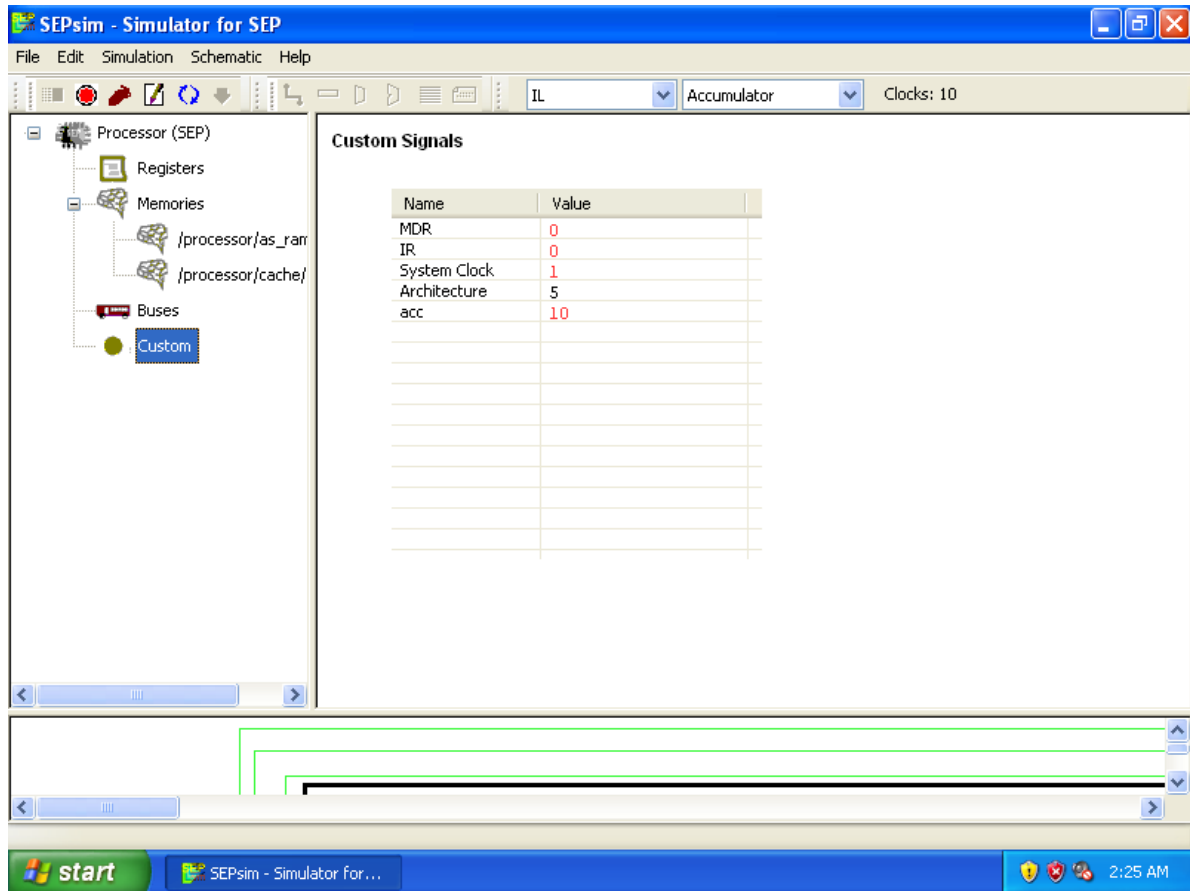 SEPsim - Simulator for SEP
File Edit Simulation Schematic Help
IL Accumulator Clocks: 10
Processor (SEP)
Registers
Memories
/processor/as_ram
/processor/cache/
Buses
Custom
Custom Signals
Name Value
MDR 0
IR 0
System Clock 1
Architecture 5
acc 10
start SEPsim - Simulator for... 2:25 AM